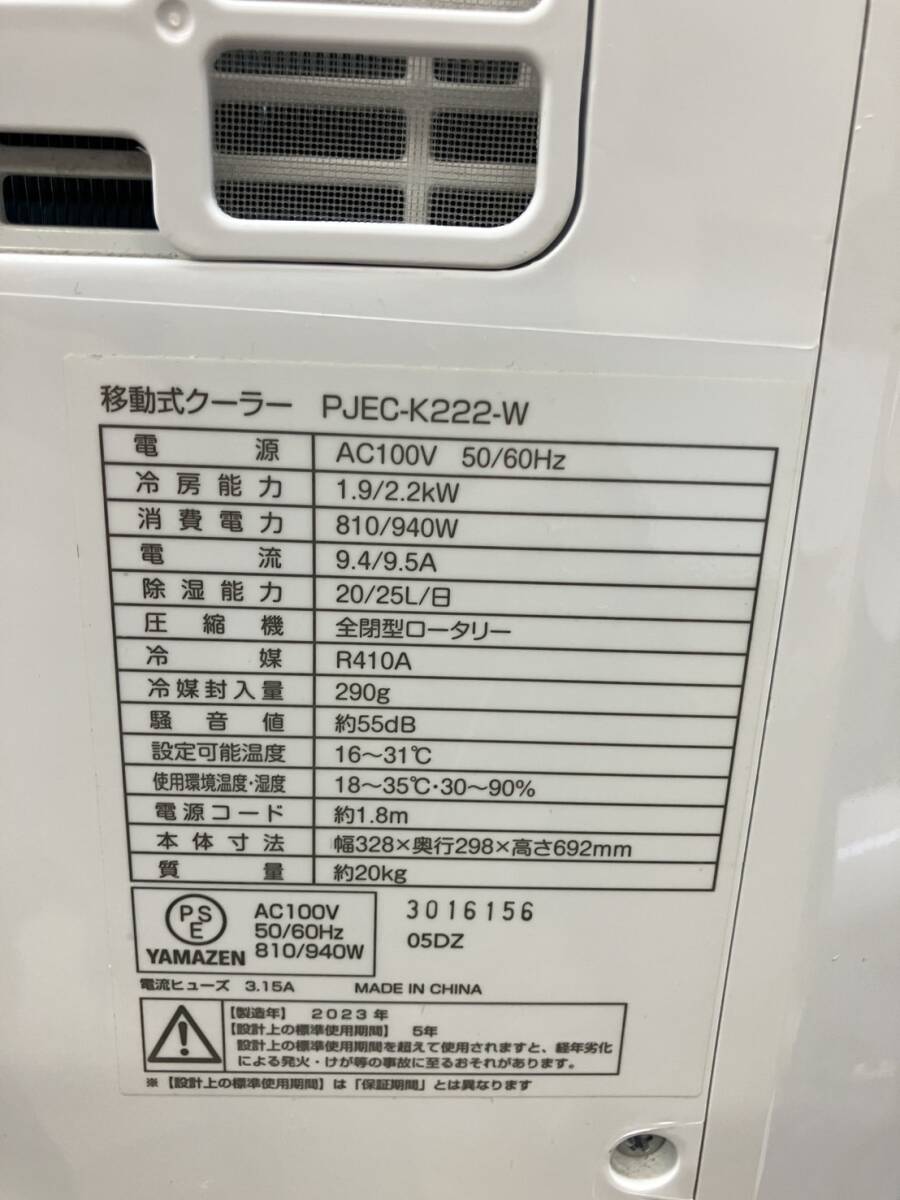 移動式クーラー PJEC-K222-W
電源 AC100V 50/60Hz
冷房能力 1.9/2.2kW
消費電力 810/940W
電流 9.4/9.5A
除湿能力 20/25L/日
圧縮機 全閉型ロータリー
冷媒 R410A
冷媒封入量 290g
騒音値 約55dB
設定可能温度 16〜31℃
使用環境温度・湿度 18〜35℃・30〜90%
電源コード 約1.8m
本体寸法 幅328×奥行298×高さ692mm
質量 約20kg
PSE
YAMAZEN
AC100V
50/60Hz
810/940W
3016156
05DZ
電流ヒューズ 3.15A MADE IN CHINA
【製造年】 2023年
【設計上の標準使用期間】 5年
設計上の標準使用期間を超えて使用されますと、経年劣化
による発火・けが等の事故に至るおそれがあります。
※【設計上の標準使用期間】は「保証期間」とは異なります